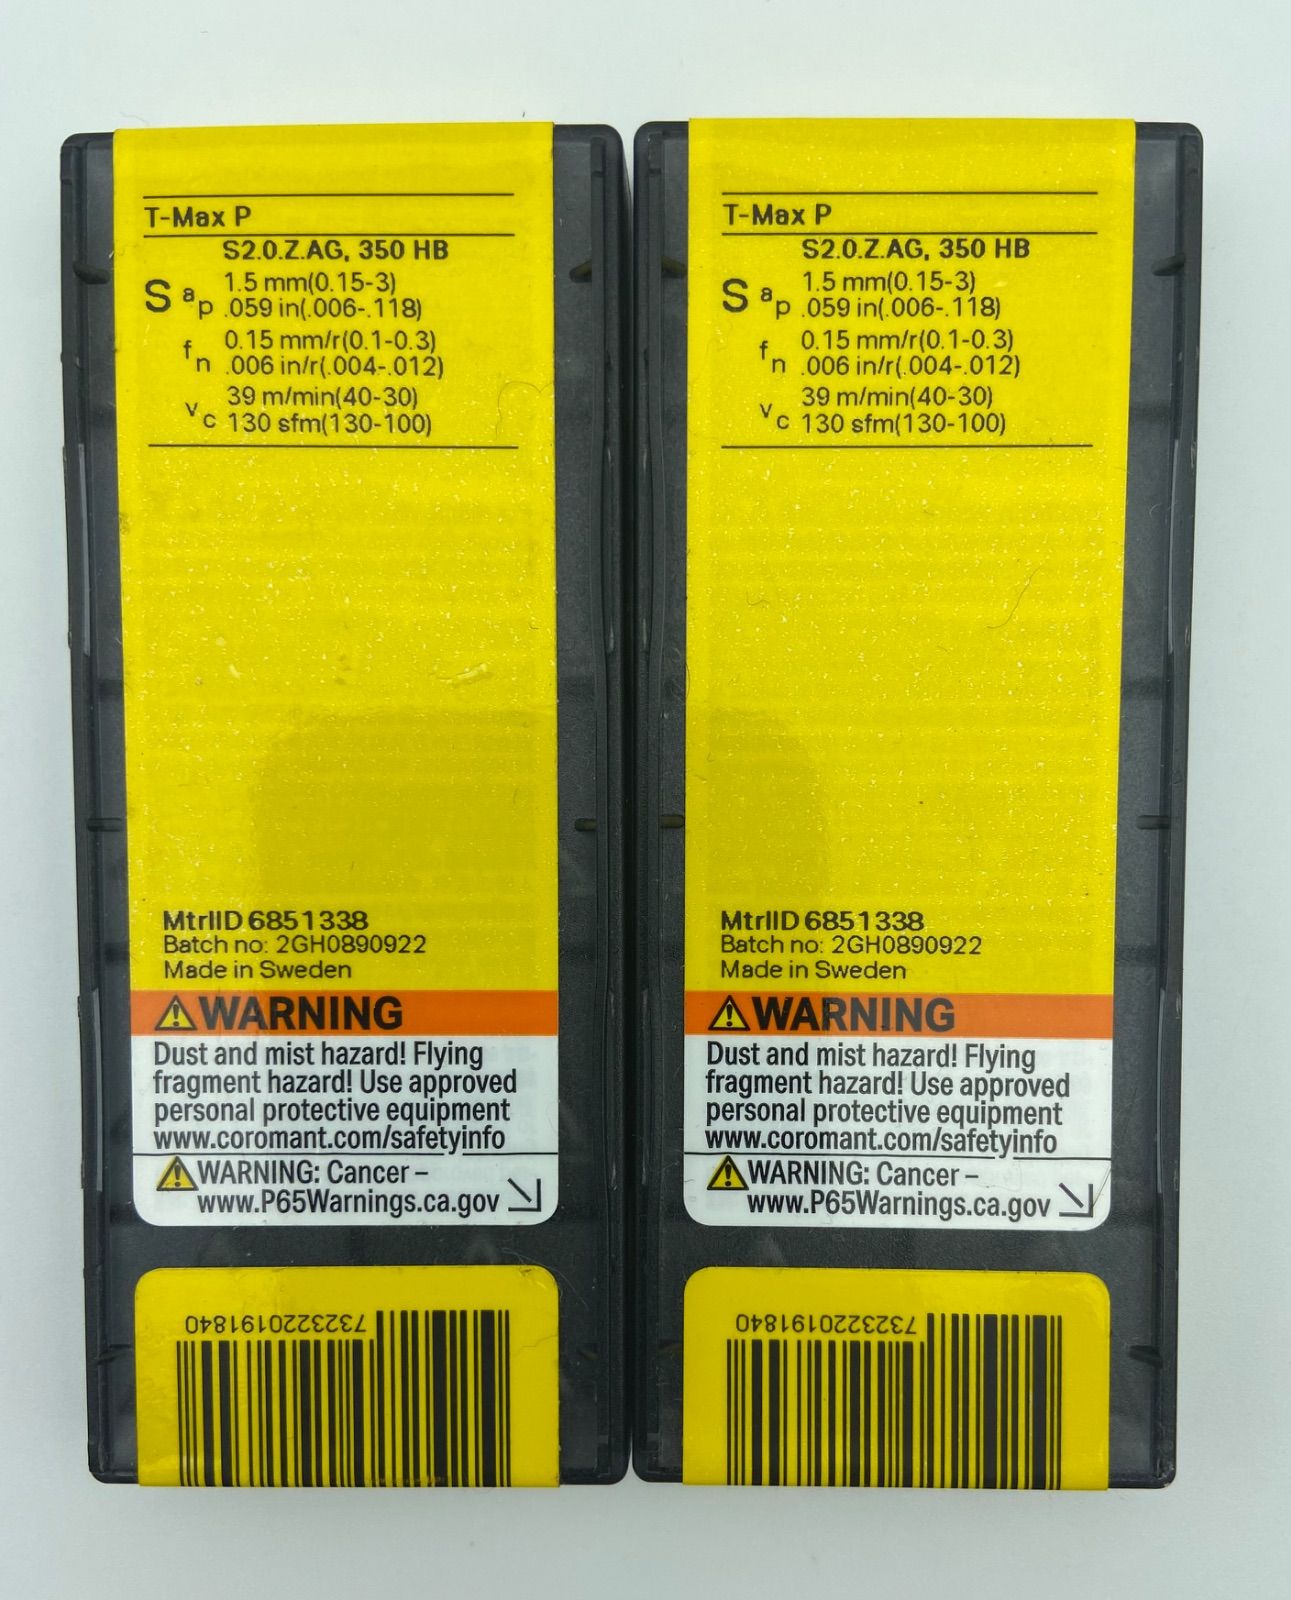 T-Max P
S2.0.Z.AG, 350 HB
S ap 1.5 mm(0.15-3)
.059 in(.006-.118)
fn 0.15 mm/r(0.1-0.3)
.006 in/r(.004-.012)
vc 39 m/min(40-30)
130 sfm(130-100)
MtrlID 6851338
Batch no: 2GH0890922
Made in Sweden
WARNING
Dust and mist hazard! Flying
fragment hazard! Use approved
personal protective equipment
www.coromant.com/safetyinfo
WARNING: Cancer –
www.P65Warnings.ca.gov
7323220191840
T-Max P
S2.0.Z.AG, 350 HB
S ap 1.5 mm(0.15-3)
.059 in(.006-.118)
fn 0.15 mm/r(0.1-0.3)
.006 in/r(.004-.012)
vc 39 m/min(40-30)
130 sfm(130-100)
MtrlID 6851338
Batch no: 2GH0890922
Made in Sweden
WARNING
Dust and mist hazard! Flying
fragment hazard! Use approved
personal protective equipment
www.coromant.com/safetyinfo
WARNING: Cancer –
www.P65Warnings.ca.gov
7323220191840